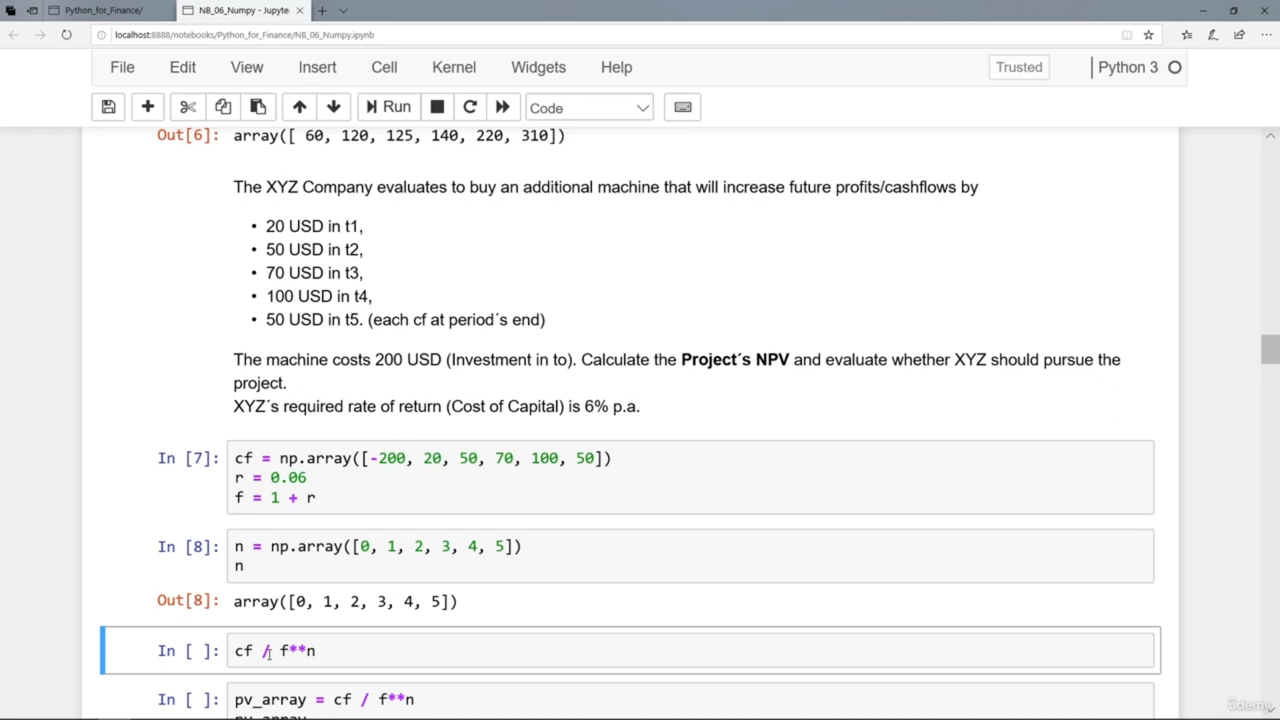 Python_for_Finance/
NB_06_Numpy - Jupyte
localhost:8888/notebooks/Python_for_Finance/NB_06_Numpy.ipynb
File Edit View Insert Cell Kernel Widgets Help Trusted Python 3
Run Code
Out[6]: array([ 60, 120, 125, 140, 220, 310])
The XYZ Company evaluates to buy an additional machine that will increase future profits/cashflows by
• 20 USD in t1,
• 50 USD in t2,
• 70 USD in t3,
• 100 USD in t4,
• 50 USD in t5. (each cf at period´s end)
The machine costs 200 USD (Investment in to). Calculate the Project´s NPV and evaluate whether XYZ should pursue the
project.
XYZ´s required rate of return (Cost of Capital) is 6% p.a.
In [7]: cf = np.array([-200, 20, 50, 70, 100, 50])
r = 0.06
f = 1 + r
In [8]: n = np.array([0, 1, 2, 3, 4, 5])
n
Out[8]: array([0, 1, 2, 3, 4, 5])
In [ ]: cf / f**n
In [ ]: pv_array = cf / f**n
pv_array
ûdemy